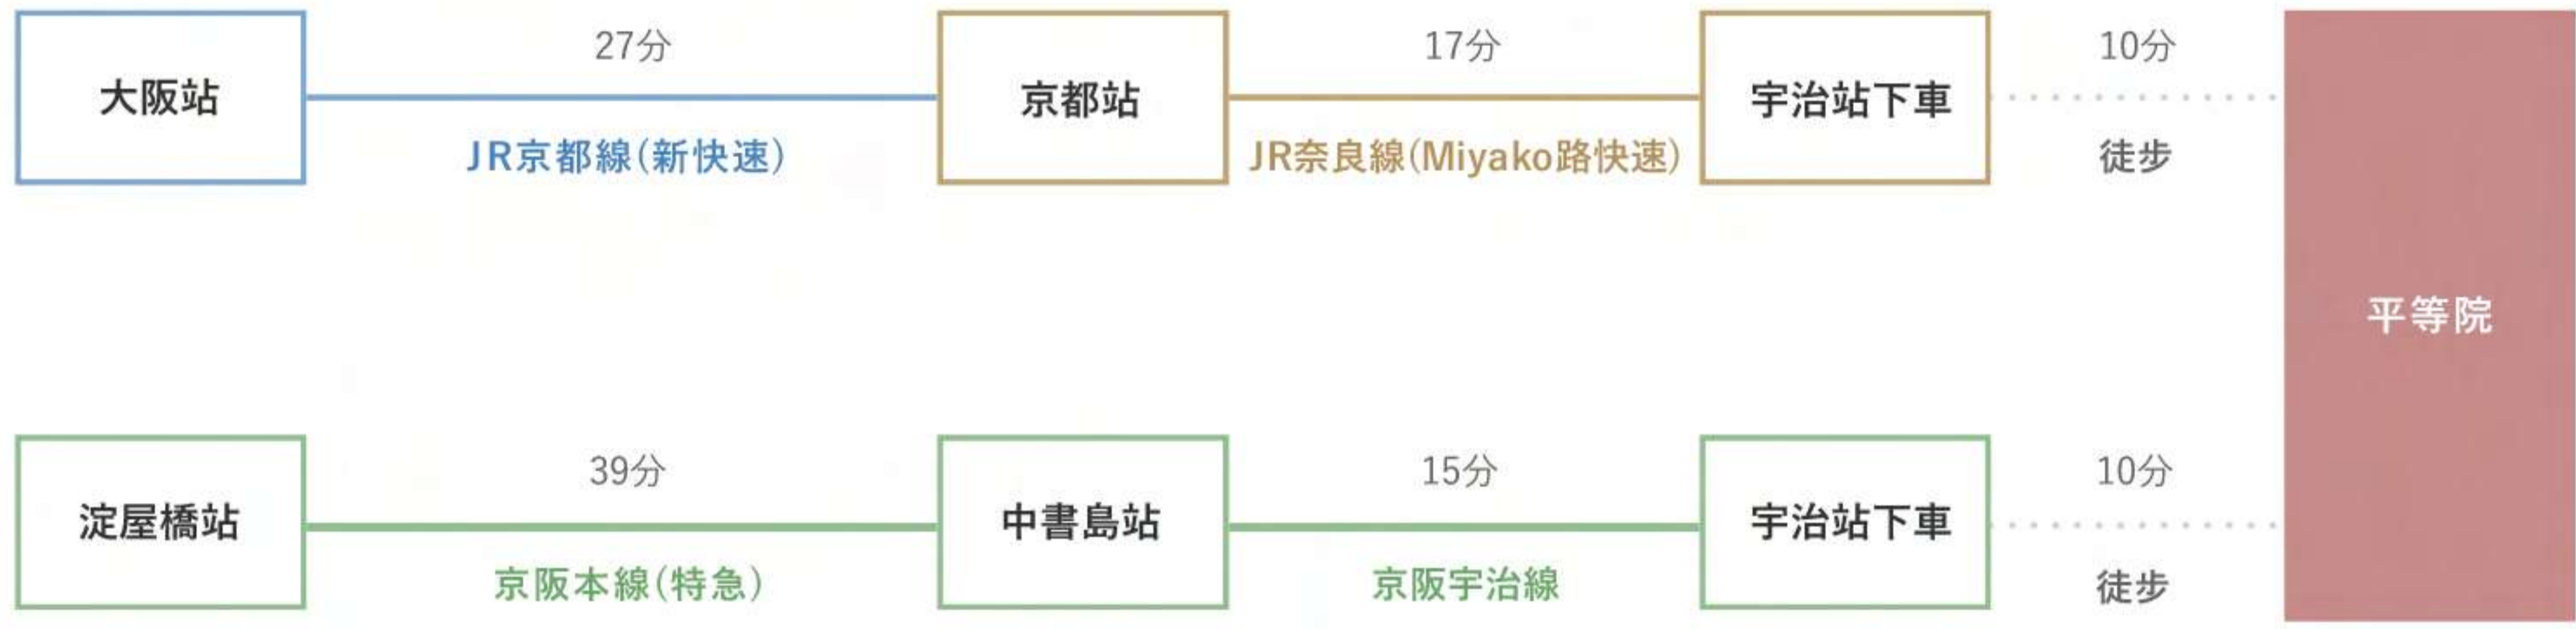 27分
17分
10分
大阪站
京都站
宇治站下車
JR京都線(新快速)
JR奈良線(Miyako路快速)
徒步
平等院
39分
15分
10分
淀屋橋站
中書島站
宇治站下車
京阪本線(特急)
京阪宇治線
徒步